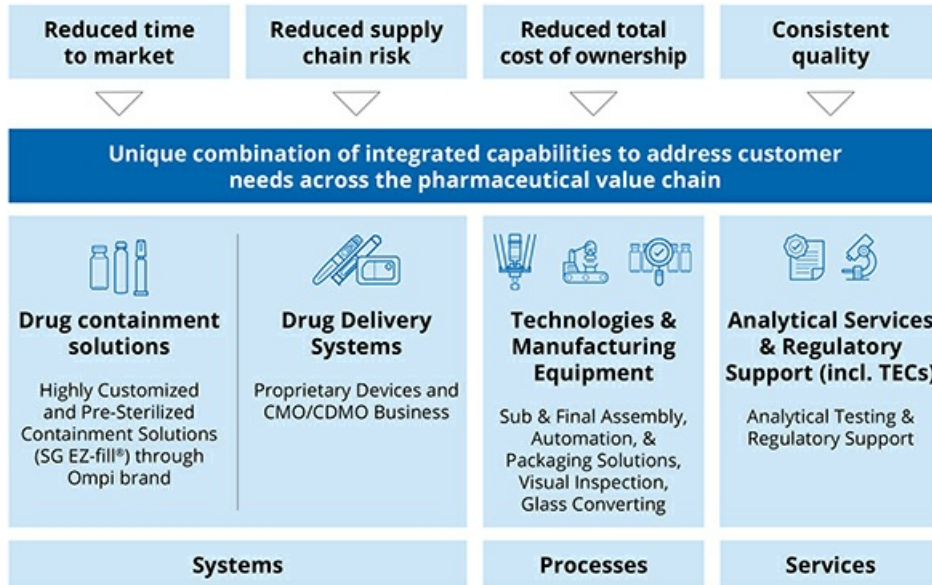 Reduced time
to market
Reduced supply
chain risk
Reduced total
cost of ownership
Consistent
quality
Unique combination of integrated capabilities to address customer
needs across the pharmaceutical value chain
Drug containment
solutions
Highly Customized
and Pre-Sterilized
Containment Solutions
(SG EZ-fill®) through
Ompi brand
Drug Delivery
Systems
Proprietary Devices and
CMO/CDMO Business
Technologies &
Manufacturing
Equipment
Sub & Final Assembly,
Automation, &
Packaging Solutions,
Visual Inspection,
Glass Converting
Analytical Services
& Regulatory
Support (incl. TECs)
Analytical Testing &
Regulatory Support
Systems
Processes
Services